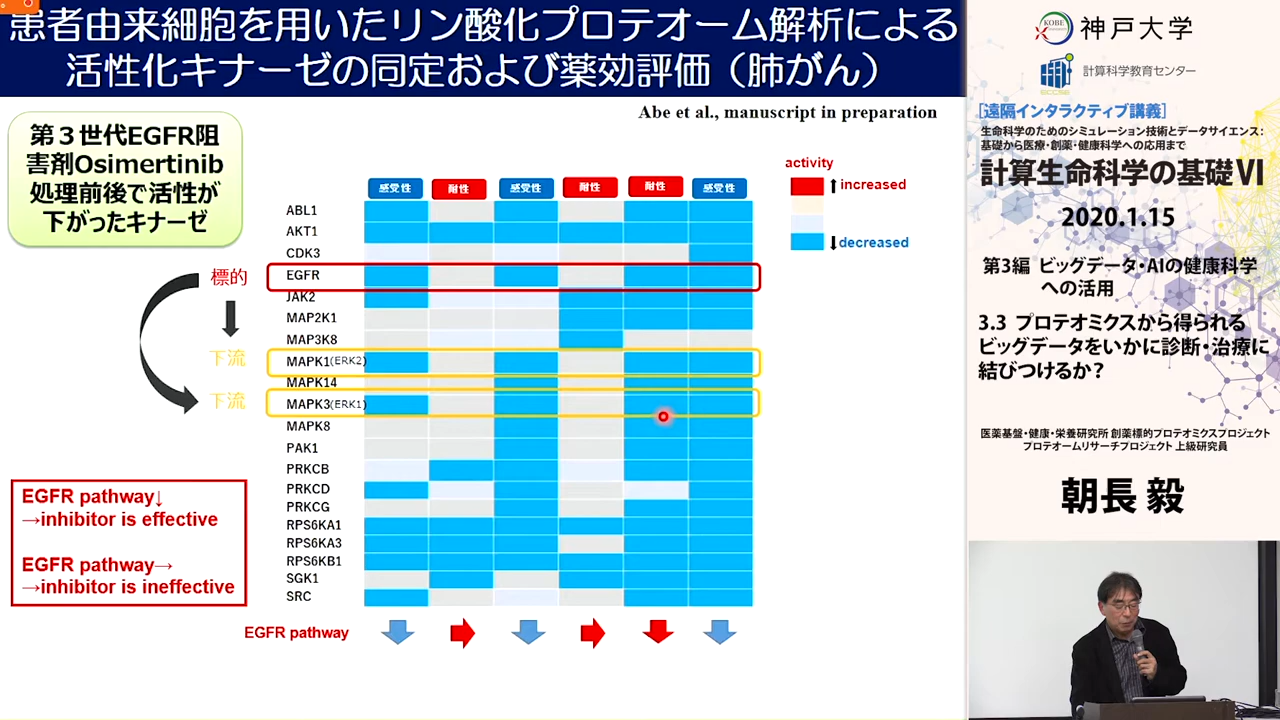 患者由来細胞を用いたリン酸化プロテオーム解析による
活性化キナーゼの同定および薬効評価（肺がん）
Abe et al., manuscript in preparation
第３世代EGFR阻
害剤Osimertinib
処理前後で活性が
下がったキナーゼ
activity
increased
decreased
感受性 耐性 感受性 耐性 耐性 感受性
ABL1
AKT1
CDK3
標的 EGFR
JAK2
MAP2K1
MAP3K8
下流 MAPK1(ERK2)
MAPK14
下流 MAPK3(ERK1)
MAPK8
PAK1
PRKCB
PRKCD
PRKCG
RPS6KA1
RPS6KA3
RPS6KB1
SGK1
SRC
EGFR pathway
EGFR pathway↓
→inhibitor is effective
EGFR pathway→
→inhibitor is ineffective
KOBE
神戸大学
計算科学教育センター
ECCSE
［遠隔インタラクティブ講義］
生命科学のためのシミュレーション技術とデータサイエンス：
基礎から医療・創薬・健康科学への応用まで
計算生命科学の基礎Ⅵ
2020.1.15
第3編 ビッグデータ・AIの健康科学
への活用
3.3 プロテオミクスから得られる
ビッグデータをいかに診断・治療に
結びつけるか？
医薬基盤・健康・栄養研究所 創薬標的プロテオミクスプロジェクト
プロテオームリサーチプロジェクト 上級研究員
朝長 毅